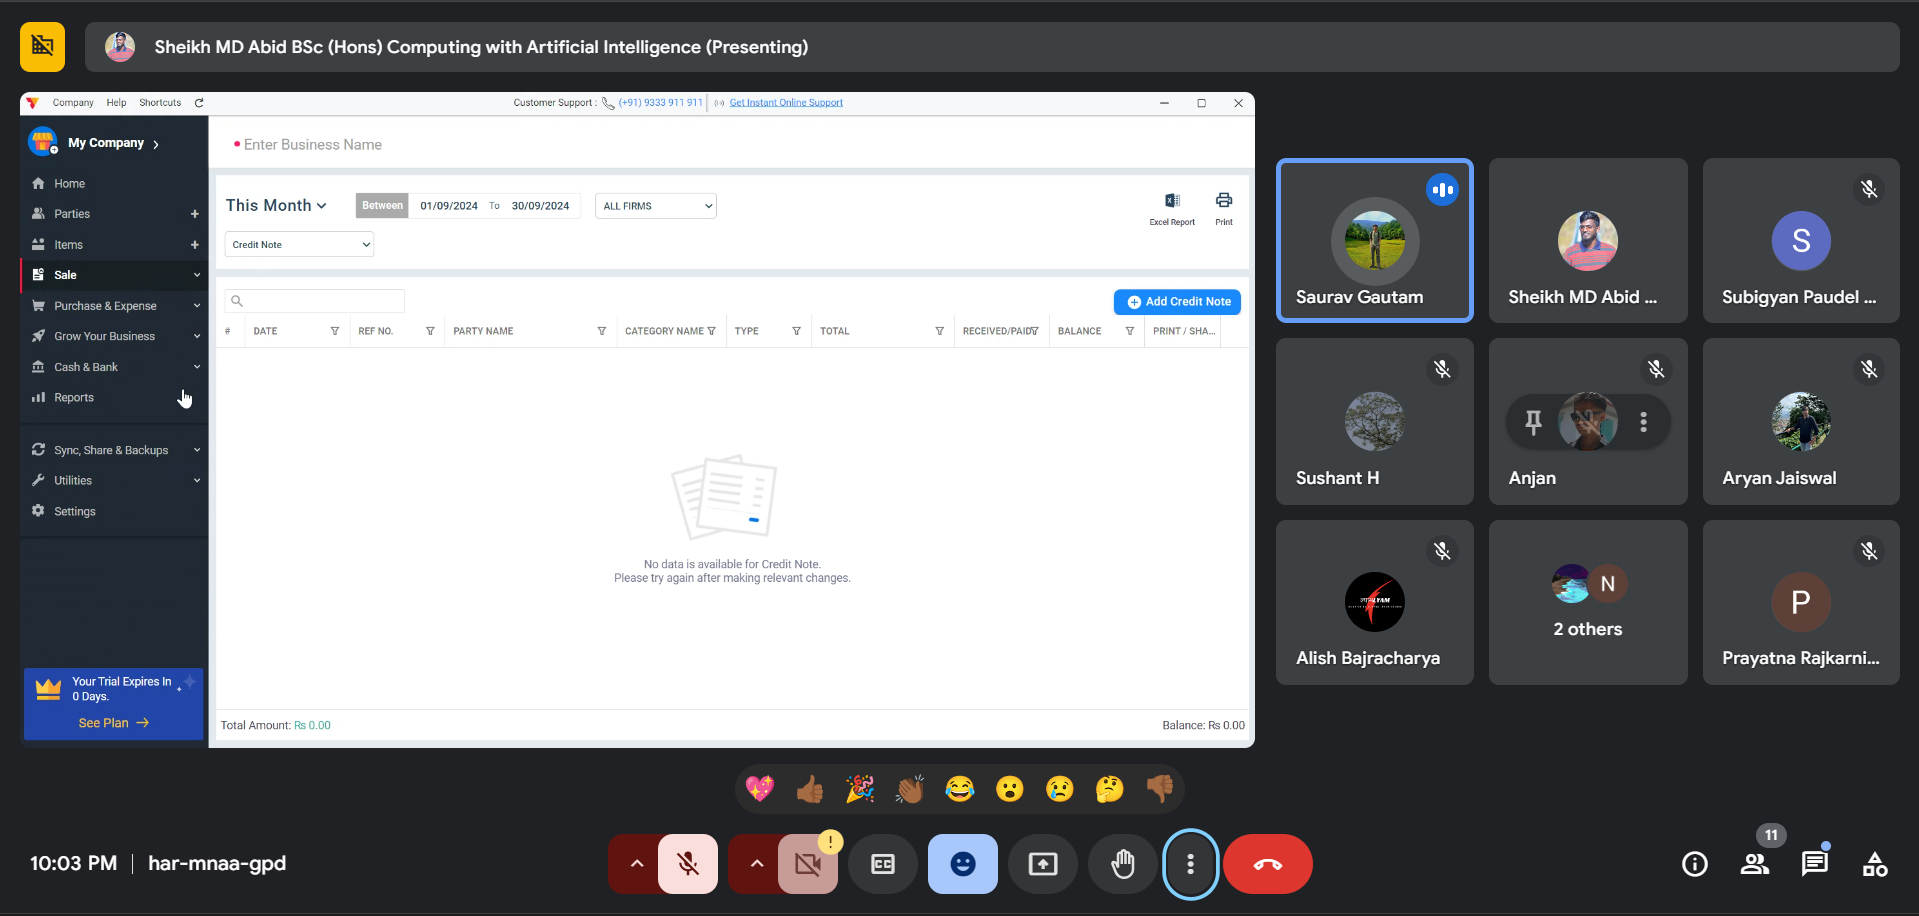 Sheikh MD Abid BSc (Hons) Computing with Artificial Intelligence (Presenting)
Company Help Shortcuts
Customer Support : (+91) 9333 911 911 Get Instant Online Support
My Company
Enter Business Name
Home
Parties
Items
Sale
Purchase & Expense
Grow Your Business
Cash & Bank
Reports
Sync, Share & Backups
Utilities
Settings
Your Trial Expires In
0 Days.
See Plan
This Month Between 01/09/2024 To 30/09/2024 ALL FIRMS
Excel Report Print
Credit Note
Add Credit Note
# DATE REF NO. PARTY NAME CATEGORY NAME TYPE TOTAL RECEIVED/PAID BALANCE PRINT / SHA...
No data is available for Credit Note.
Please try again after making relevant changes.
Total Amount: Rs 0.00 Balance: Rs 0.00
Saurav Gautam
Sheikh MD Abid ...
S
Subigyan Paudel ...
Sushant H
Anjan
Aryan Jaiswal
Alish Bajracharya
N
2 others
P
Prayatna Rajkarni...
10:03 PM har-mnaa-gpd
11